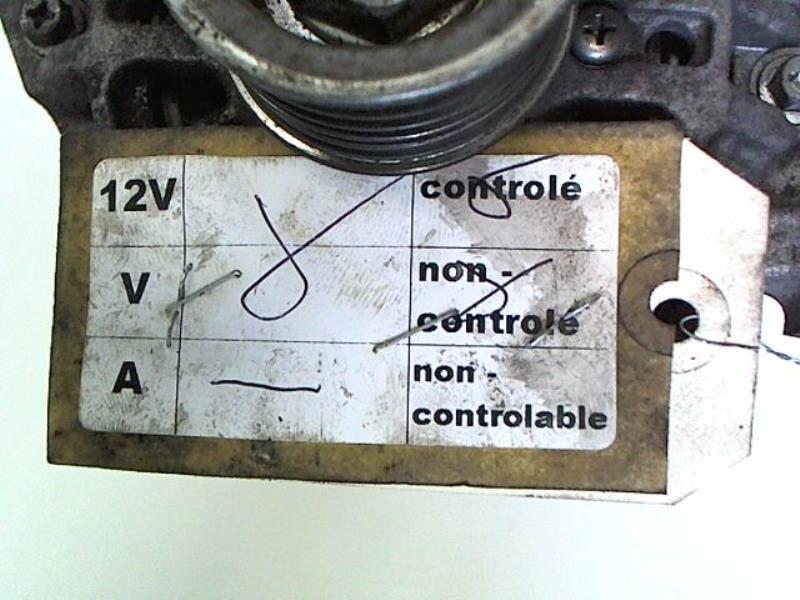 12V controlé
V non -
controlé
A non -
controlable